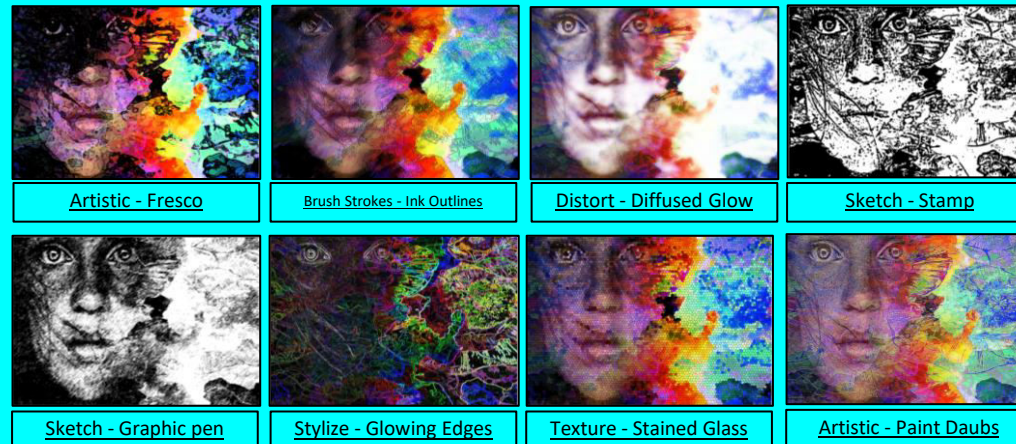 Artistic - Fresco
Brush Strokes - Ink Outlines
Distort - Diffused Glow
Sketch - Stamp
Sketch - Graphic pen
Stylize - Glowing Edges
Texture - Stained Glass
Artistic - Paint Daubs